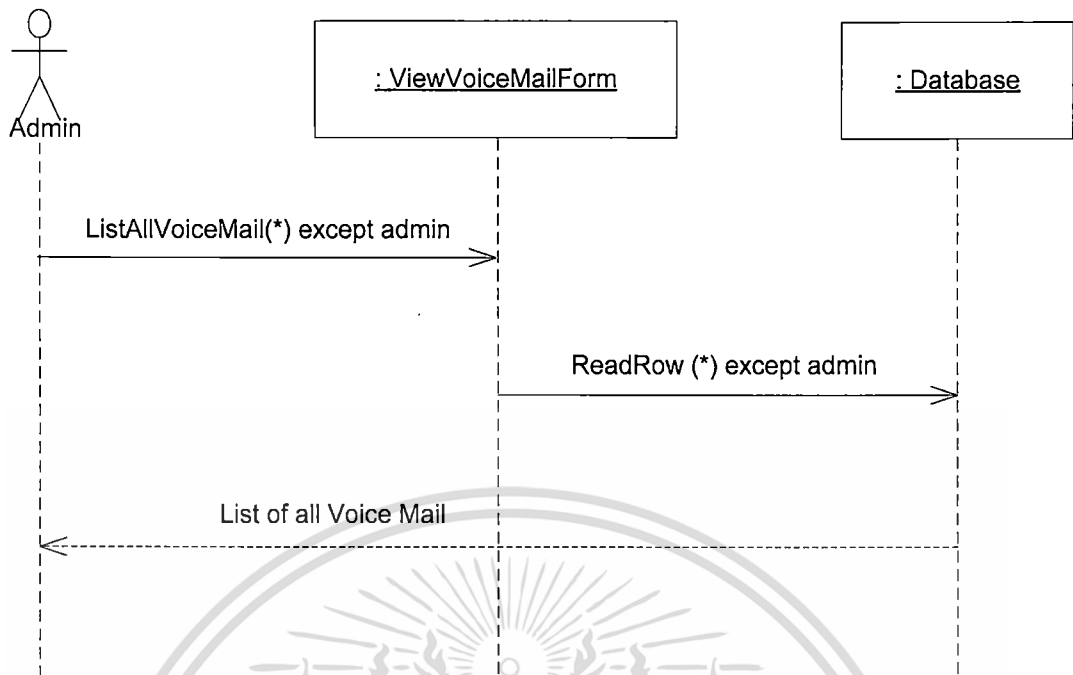 : ViewVoiceMailForm
: Database
Admin
ListAllVoiceMail(*) except admin
ReadRow (*) except admin
List of all Voice Mail